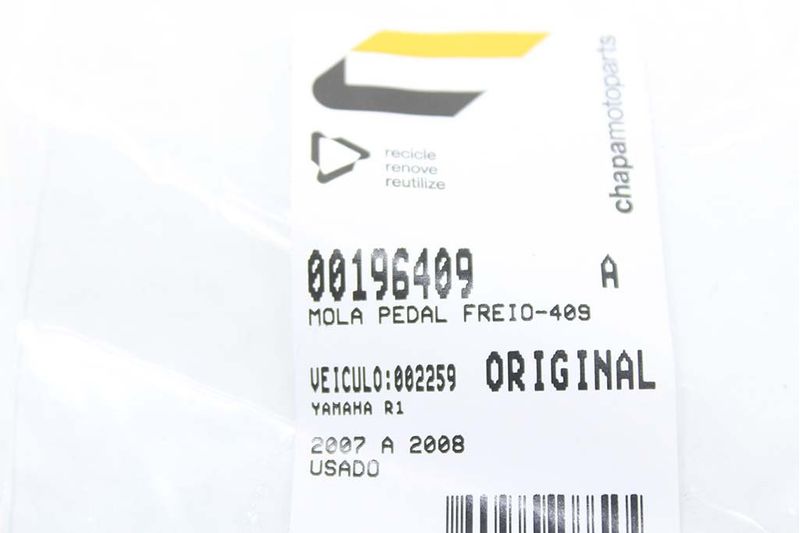 recicle
renove
reutilize
chapamotoparts
00196409 A
MOLA PEDAL FREIO-409
VEICULO:002259 ORIGINAL
YAMAHA R1
2007 A 2008
USADO